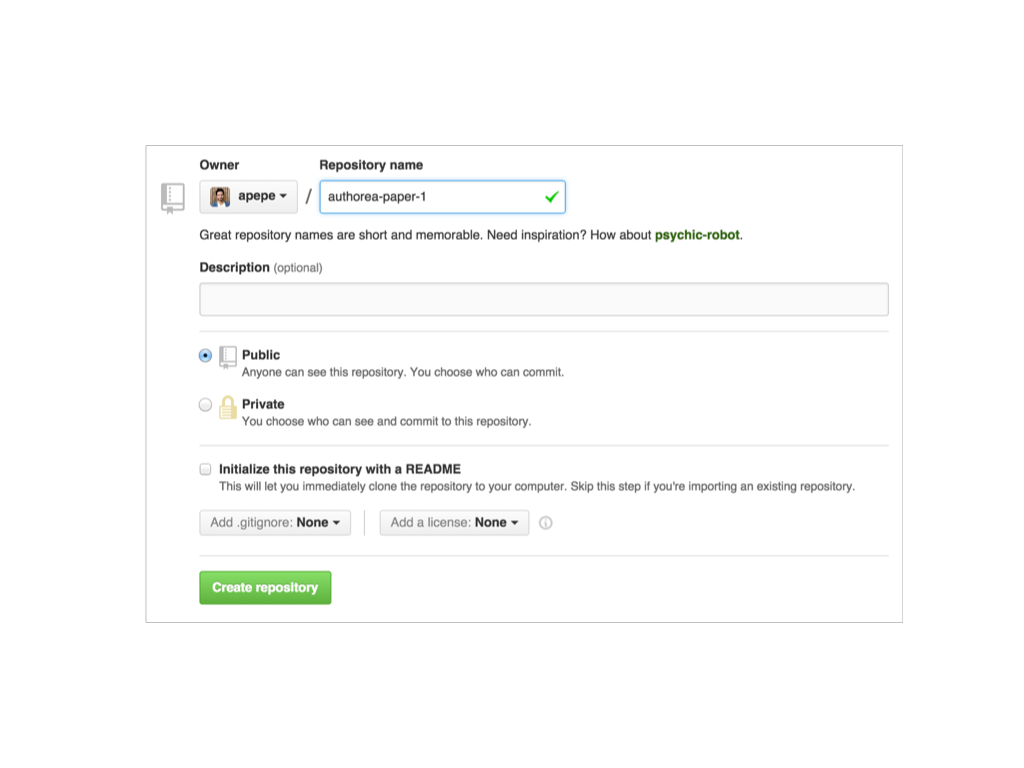 Owner
Repository name
apepe / authorea-paper-1
Great repository names are short and memorable. Need inspiration? How about psychic-robot.
Description (optional)
Public
Anyone can see this repository. You choose who can commit.
Private
You choose who can see and commit to this repository.
Initialize this repository with a README
This will let you immediately clone the repository to your computer. Skip this step if you're importing an existing repository.
Add .gitignore: None
Add a license: None
Create repository